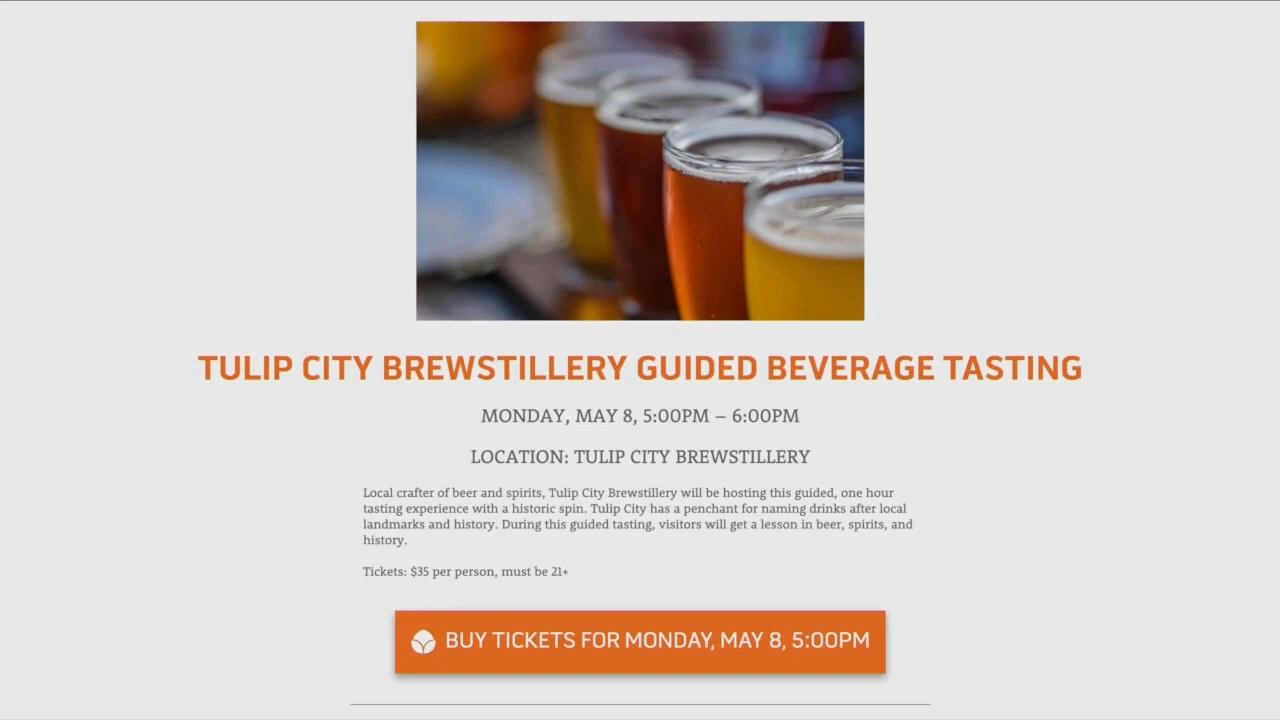 TULIP CITY BREWSTILLERY GUIDED BEVERAGE TASTING
MONDAY, MAY 8, 5:00PM – 6:00PM
LOCATION: TULIP CITY BREWSTILLERY
Local crafter of beer and spirits, Tulip City Brewstillery will be hosting this guided, one hour
tasting experience with a historic spin. Tulip City has a penchant for naming drinks after local
landmarks and history. During this guided tasting, visitors will get a lesson in beer, spirits, and
history.
Tickets: $35 per person, must be 21+
BUY TICKETS FOR MONDAY, MAY 8, 5:00PM